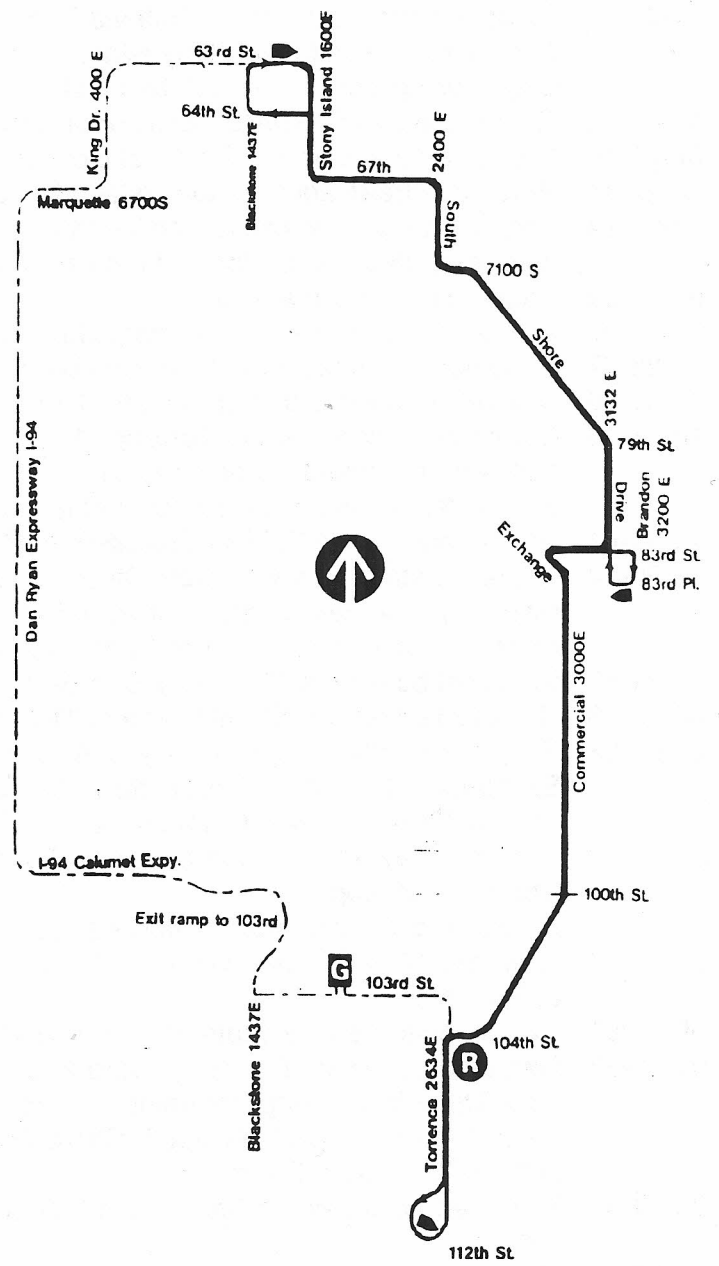 63rd St.
Stony Island 1600E
King Dr. 400 E
64th St.
Blackstone 1437E
67th
2400 E
Marquette 6700S
South
7100 S
Shore
3132 E
79th St.
Dan Ryan Expressway I-94
Drive
Brandon
3200 E
Exchange
83rd St.
83rd Pl.
Commercial 3000E
I-94 Calumet Expy.
100th St.
Exit ramp to 103rd
G
103rd St.
Blackstone 1437E
104th St.
R
Torrence 2634E
112th St.